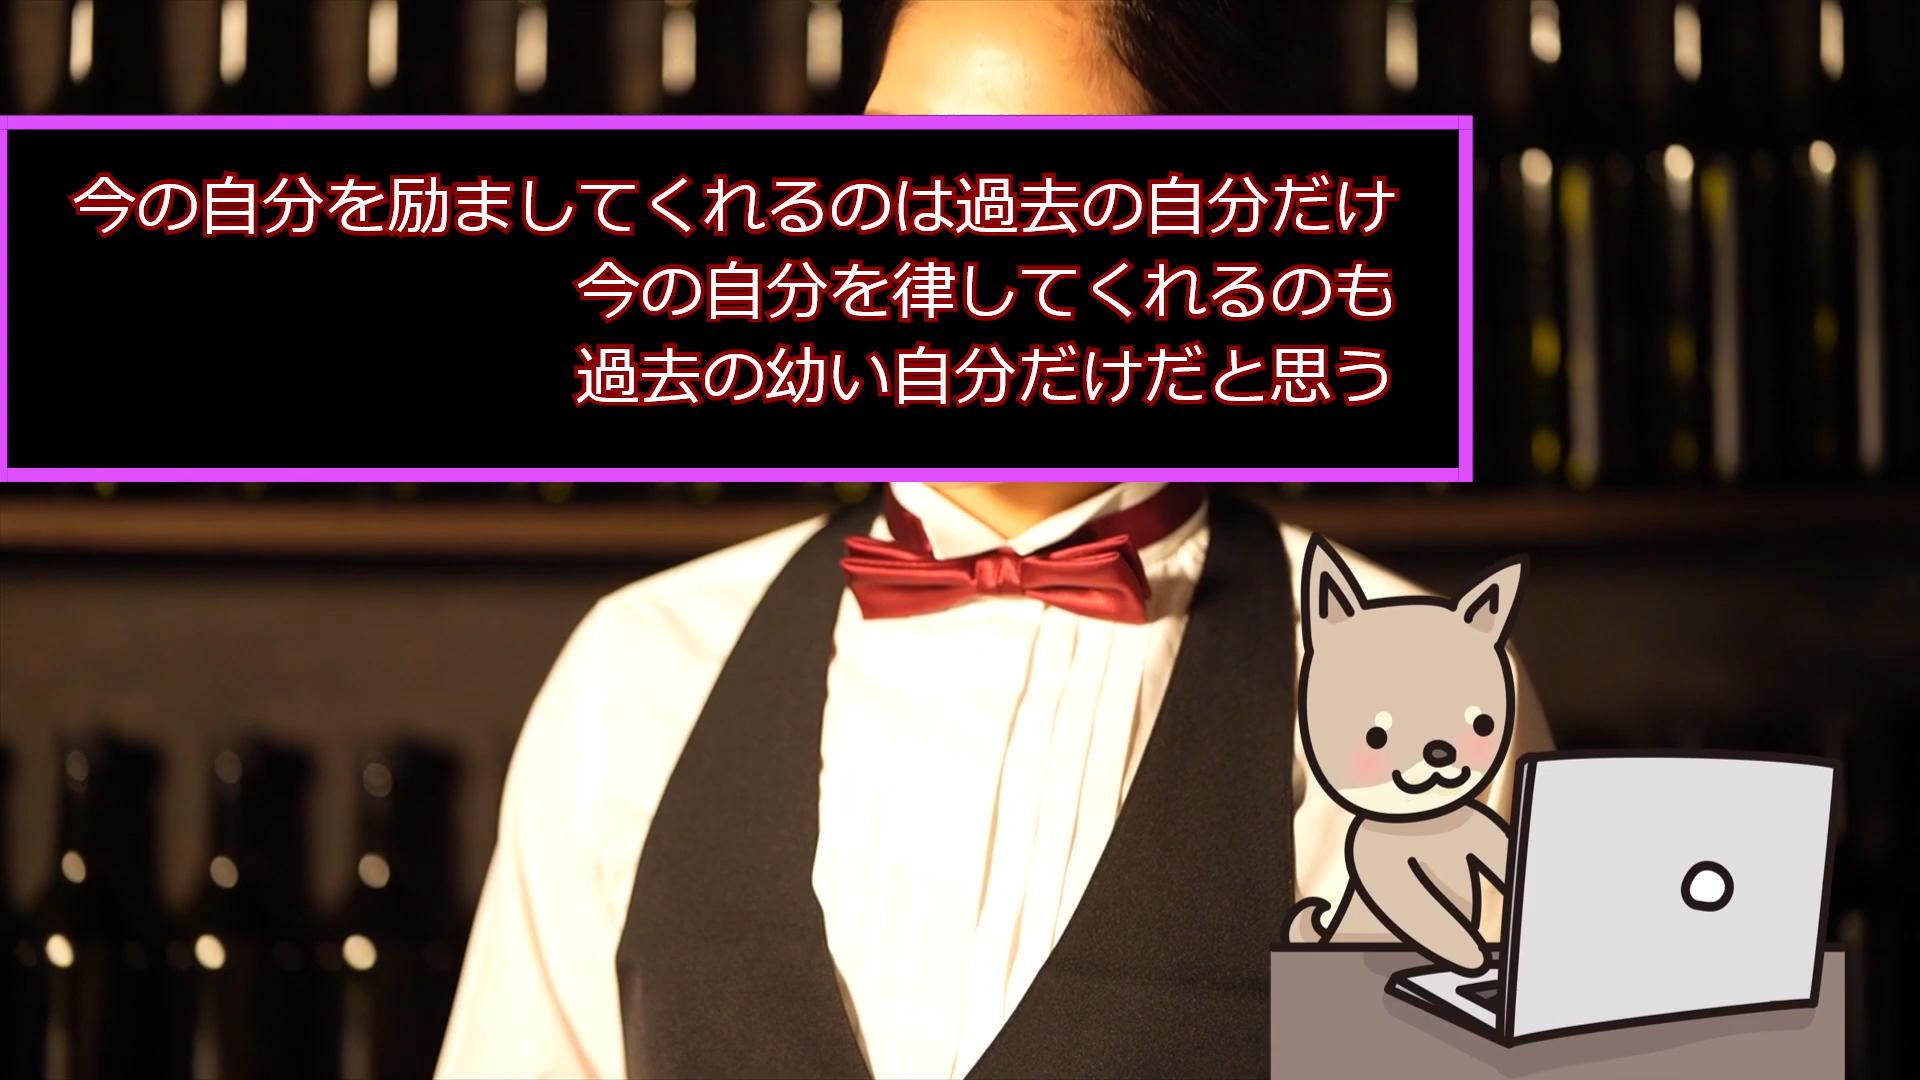 今の自分を励ましてくれるのは過去の自分だけ
今の自分を律してくれるのも
過去の幼い自分だけだと思う